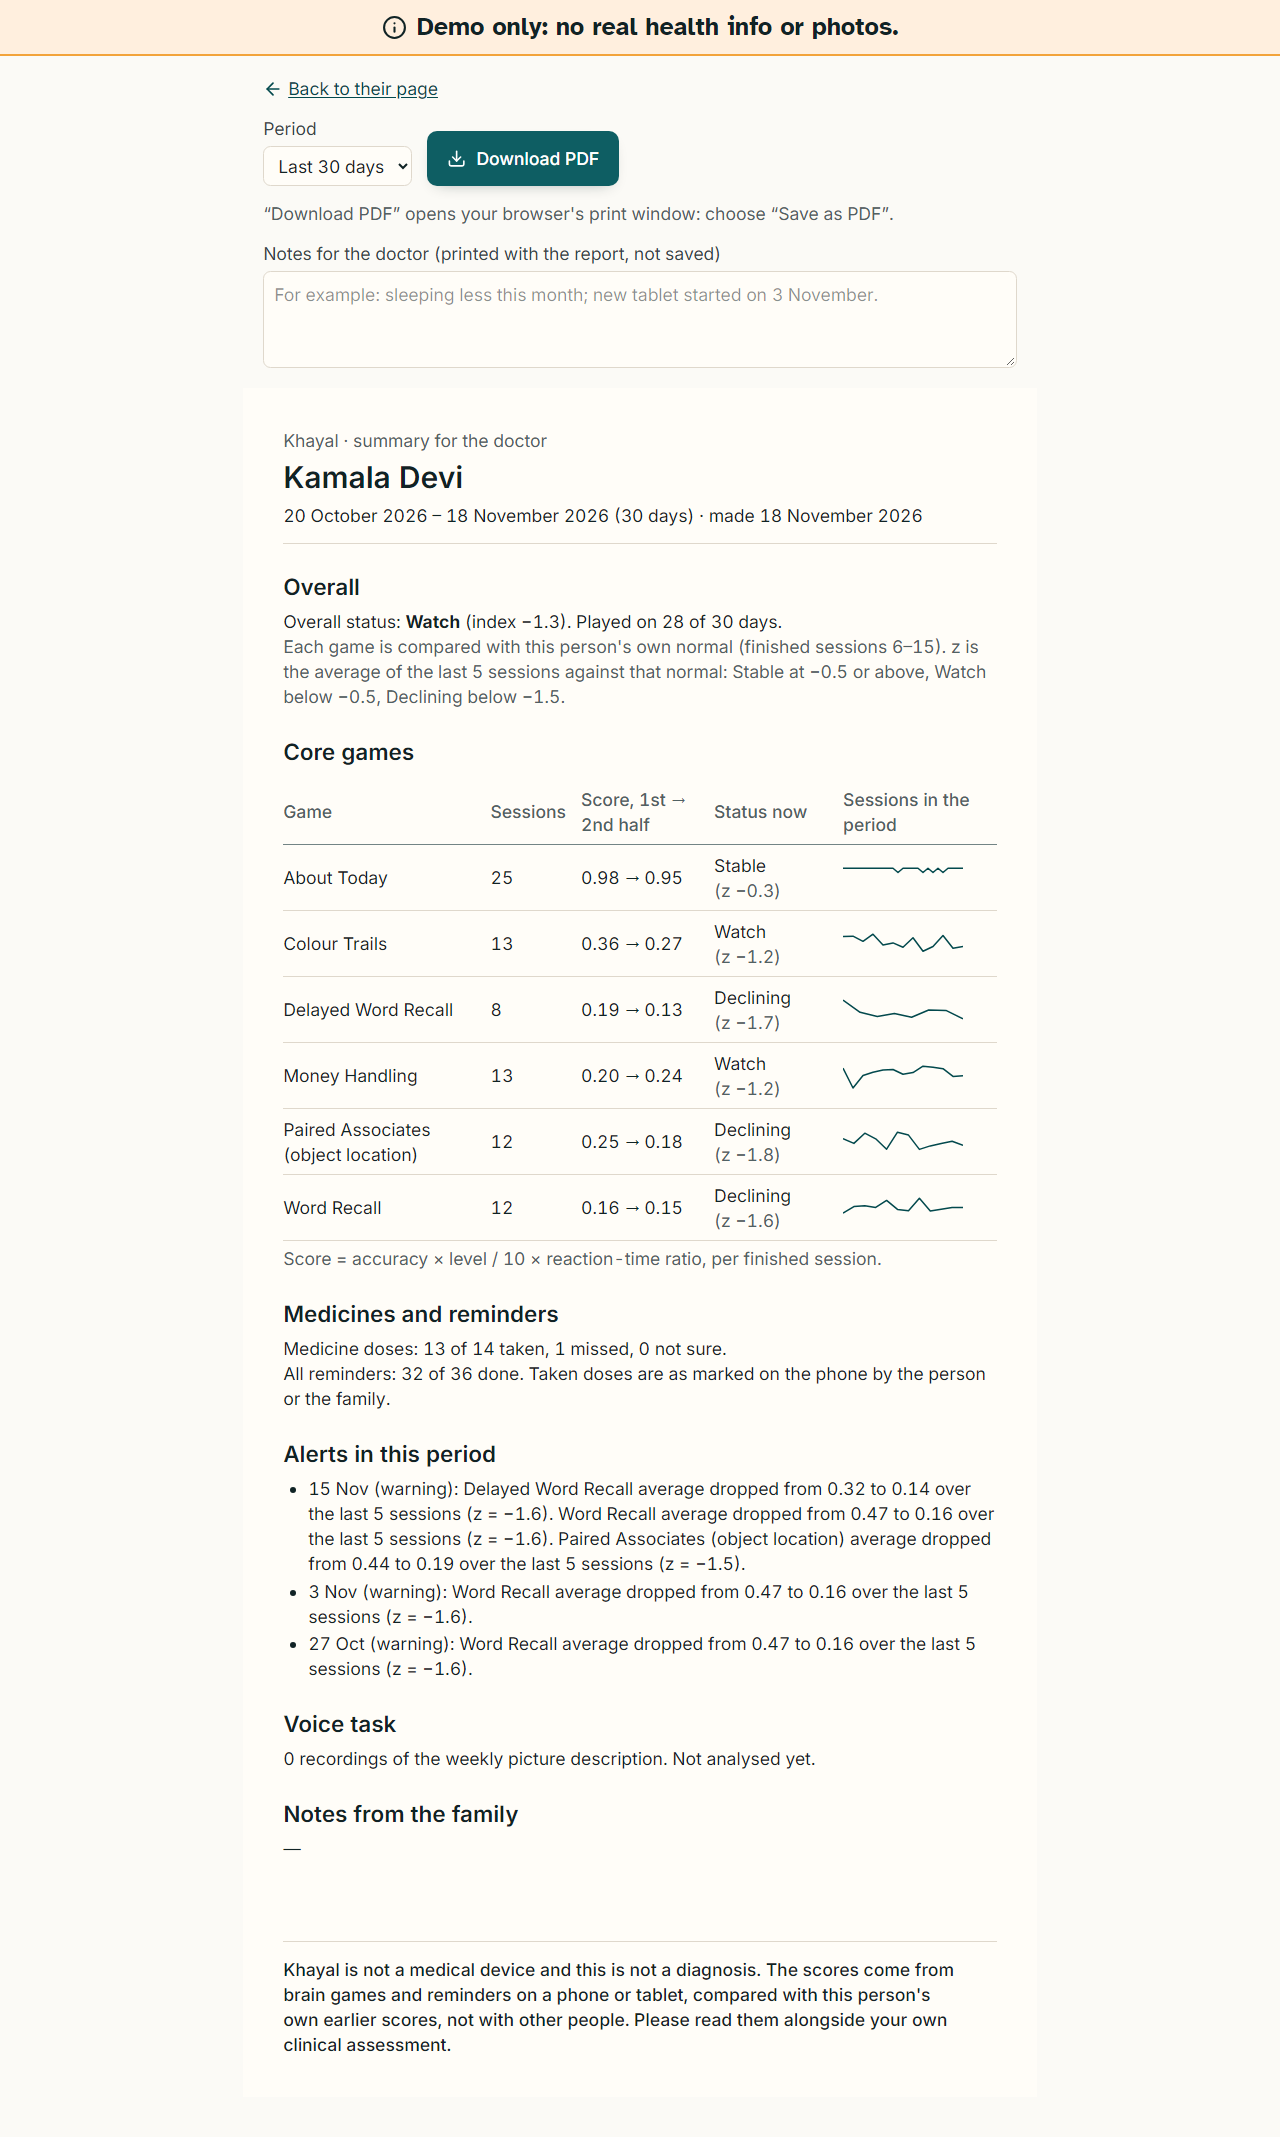 Demo only: no real health info or photos.
Back to their page
Period
Last 30 days
Download PDF
“Download PDF” opens your browser's print window: choose “Save as PDF”.
Notes for the doctor (printed with the report, not saved)
For example: sleeping less this month; new tablet started on 3 November.
Khayal · summary for the doctor
Kamala Devi
20 October 2026 – 18 November 2026 (30 days) · made 18 November 2026
Overall
Overall status: Watch (index −1.3). Played on 28 of 30 days.
Each game is compared with this person's own normal (finished sessions 6–15). z is
the average of the last 5 sessions against that normal: Stable at −0.5 or above, Watch
below −0.5, Declining below −1.5.
Core games
Game Sessions Score, 1st → 2nd half Status now Sessions in the period
About Today 25 0.98 → 0.95 Stable (z −0.3)
Colour Trails 13 0.36 → 0.27 Watch (z −1.2)
Delayed Word Recall 8 0.19 → 0.13 Declining (z −1.7)
Money Handling 13 0.20 → 0.24 Watch (z −1.2)
Paired Associates (object location) 12 0.25 → 0.18 Declining (z −1.8)
Word Recall 12 0.16 → 0.15 Declining (z −1.6)
Score = accuracy × level / 10 × reaction-time ratio, per finished session.
Medicines and reminders
Medicine doses: 13 of 14 taken, 1 missed, 0 not sure.
All reminders: 32 of 36 done. Taken doses are as marked on the phone by the person
or the family.
Alerts in this period
• 15 Nov (warning): Delayed Word Recall average dropped from 0.32 to 0.14 over
the last 5 sessions (z = −1.6). Word Recall average dropped from 0.47 to 0.16 over
the last 5 sessions (z = −1.6). Paired Associates (object location) average dropped
from 0.44 to 0.19 over the last 5 sessions (z = −1.5).
• 3 Nov (warning): Word Recall average dropped from 0.47 to 0.16 over the last 5
sessions (z = −1.6).
• 27 Oct (warning): Word Recall average dropped from 0.47 to 0.16 over the last 5
sessions (z = −1.6).
Voice task
0 recordings of the weekly picture description. Not analysed yet.
Notes from the family
—
Khayal is not a medical device and this is not a diagnosis. The scores come from
brain games and reminders on a phone or tablet, compared with this person's
own earlier scores, not with other people. Please read them alongside your own
clinical assessment.